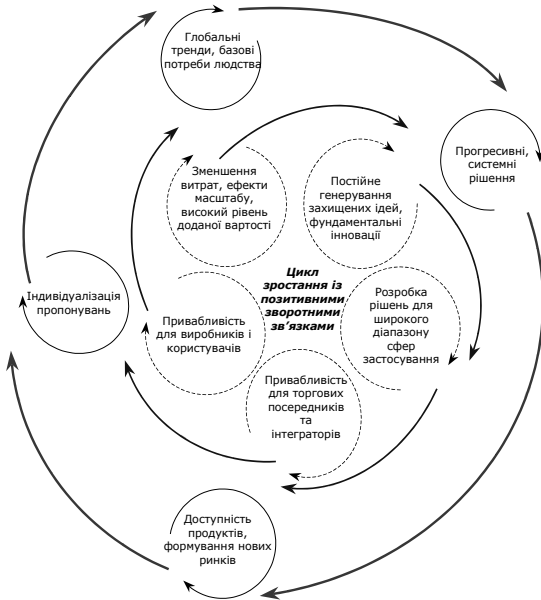 Глобальні
тренди, базові
потреби людства
Прогресивні,
системні
рішення
Зменшення
витрат, ефекти
масштабу,
високий рівень
доданої вартості
Постійне
генерування
захищених ідей,
фундаментальні
інновації
Цикл
зростання із
позитивними
зворотними
зв’язками
Індивідуалізація
пропонувань
Привабливість
для виробників і
користувачів
Розробка
рішень для
широкого
діапазону
сфер
застосування
Привабливість
для торгових
посередників
та
інтеграторів
Доступність
продуктів,
формування нових
ринків